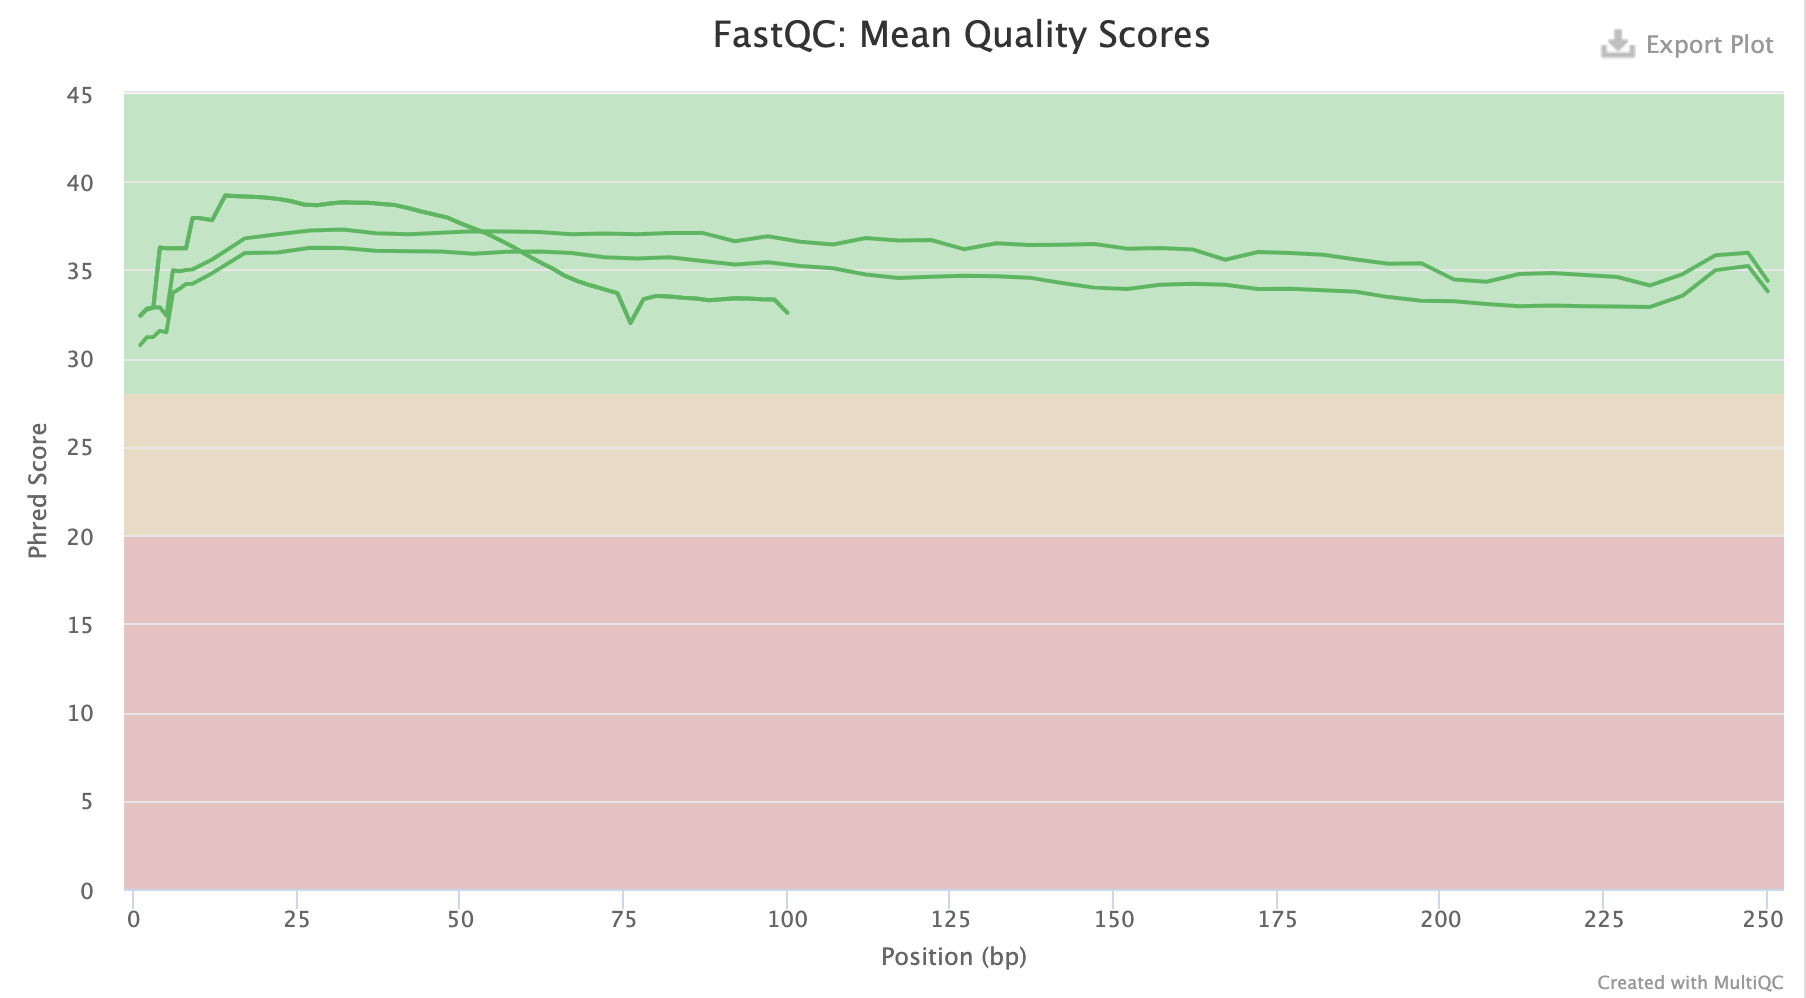 FastQC: Mean Quality Scores
Export Plot
45
40
35
30
25
20
15
10
5
0
Phred Score
0 25 50 75 100 125 150 175 200 225 250
Position (bp)
Created with MultiQC